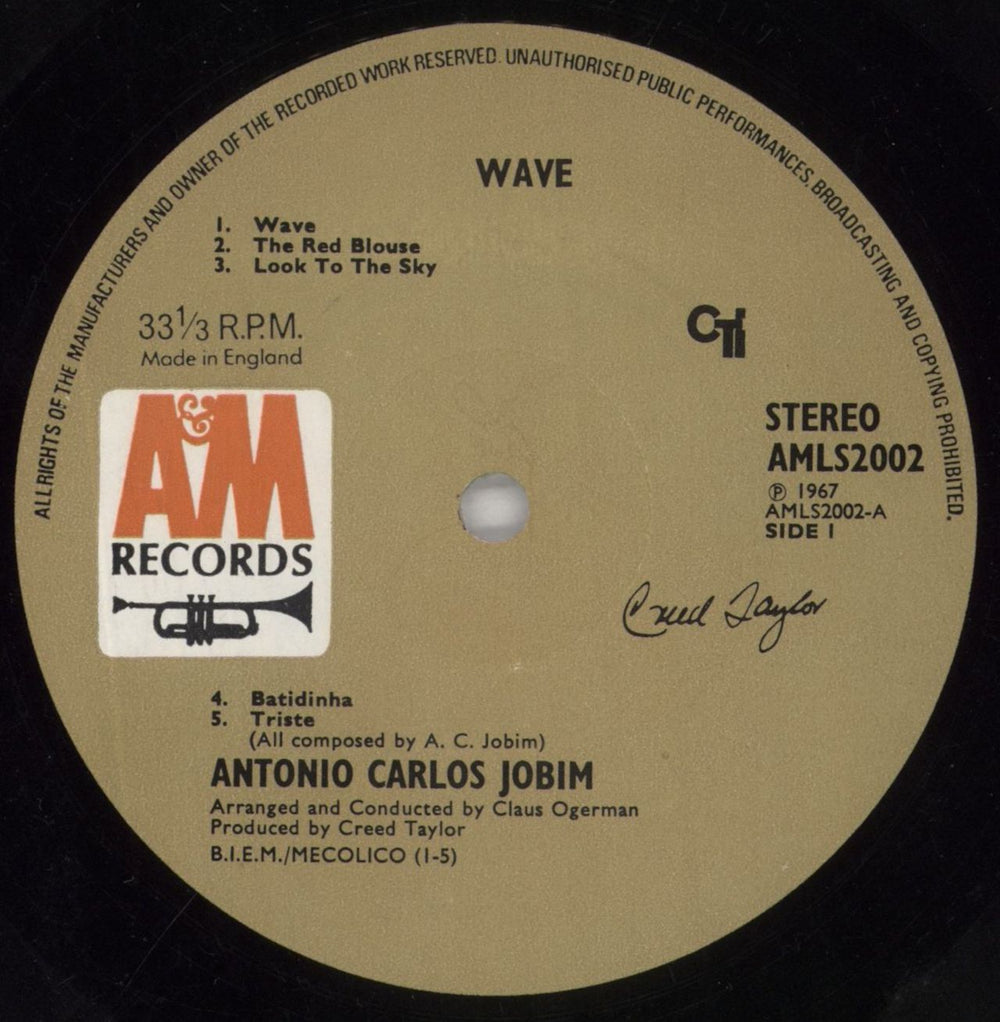 ALL RIGHTS OF THE MANUFACTURERS AND OWNER OF THE RECORDED WORK RESERVED. UNAUTHORISED PUBLIC PERFORMANCES, BROADCASTING AND COPYING PROHIBITED.
WAVE
1. Wave
2. The Red Blouse
3. Look To The Sky
33⅓ R.P.M.
Made in England
CTi
A&M
RECORDS
STEREO
AMLS2002
℗ 1967
AMLS2002-A
SIDE 1
Creed Taylor
4. Batidinha
5. Triste
(All composed by A. C. Jobim)
ANTONIO CARLOS JOBIM
Arranged and Conducted by Claus Ogerman
Produced by Creed Taylor
B.I.E.M./MECOLICO (1-5)